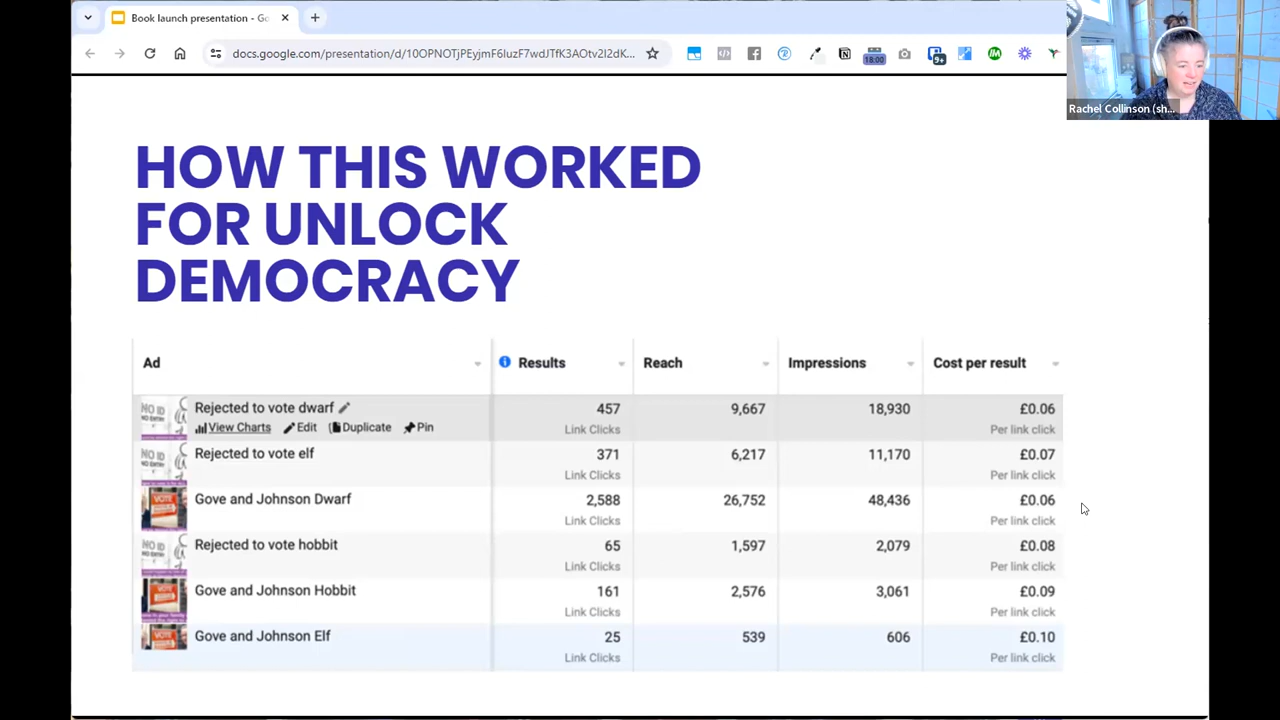 Book launch presentation - Go
docs.google.com/presentation/d/10OPNOTjPEyjmF6IuzF7wdJTfK3AOtv2I2dK...
18:00
9+
Rachel Collinson (sh...
HOW THIS WORKED
FOR UNLOCK
DEMOCRACY
Ad Results Reach Impressions Cost per result
Rejected to vote dwarf 457 9,667 18,930 £0.06
View Charts Edit Duplicate Pin Link Clicks Per link click
Rejected to vote elf 371 6,217 11,170 £0.07
Link Clicks Per link click
Gove and Johnson Dwarf 2,588 26,752 48,436 £0.06
Link Clicks Per link click
Rejected to vote hobbit 65 1,597 2,079 £0.08
Link Clicks Per link click
Gove and Johnson Hobbit 161 2,576 3,061 £0.09
Link Clicks Per link click
Gove and Johnson Elf 25 539 606 £0.10
Link Clicks Per link click